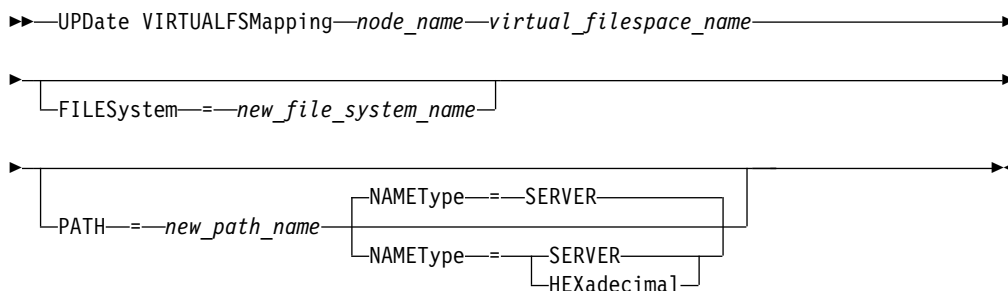 UPDate VIRTUALFSMapping node_name virtual_filespace_name
FILESystem = new_file_system_name
NAMEType = SERVER
PATH = new_path_name
NAMEType = SERVER
HEXadecimal